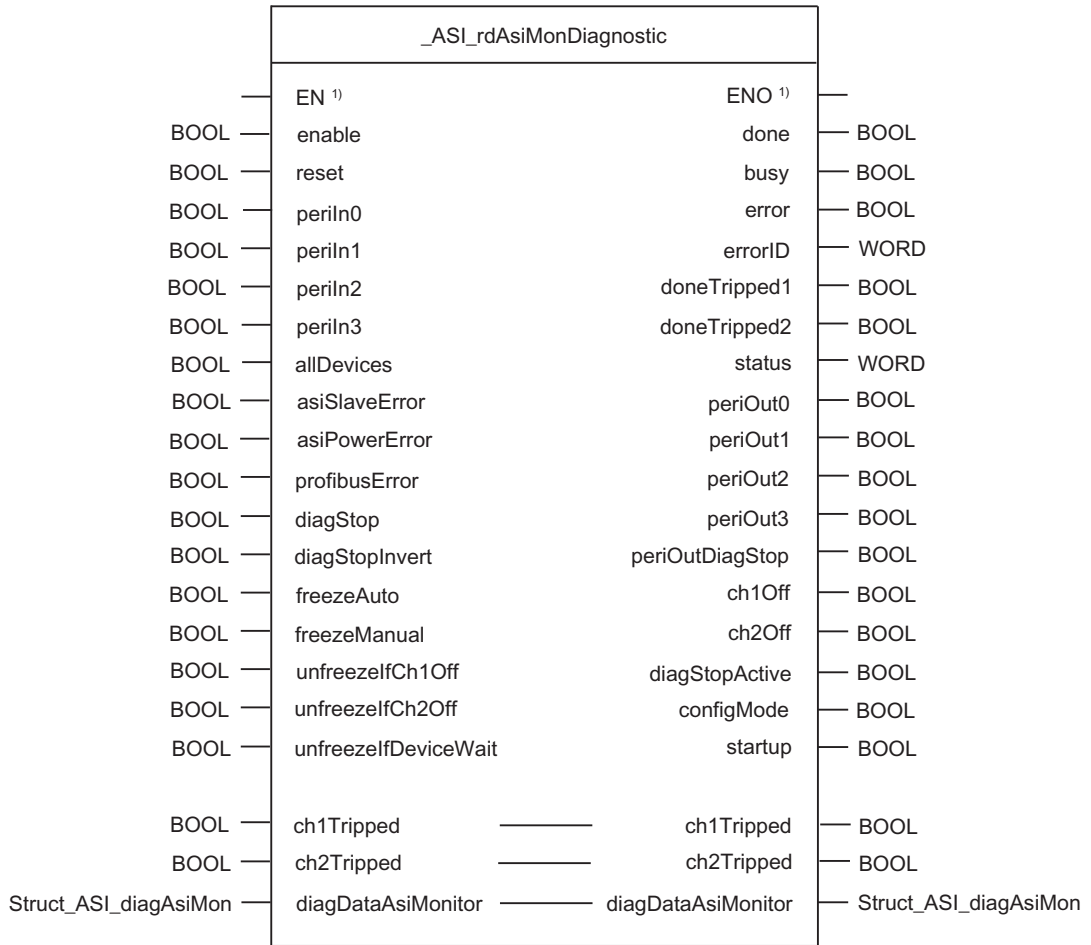 _ASI_rdAsiMonDiagnostic
EN 1) ENO 1)
BOOL enable done BOOL
BOOL reset busy BOOL
BOOL periIn0 error BOOL
BOOL periIn1 errorID WORD
BOOL periIn2 doneTripped1 BOOL
BOOL periIn3 doneTripped2 BOOL
BOOL allDevices status WORD
BOOL asiSlaveError periOut0 BOOL
BOOL asiPowerError periOut1 BOOL
BOOL profibusError periOut2 BOOL
BOOL diagStop periOut3 BOOL
BOOL diagStopInvert periOutDiagStop BOOL
BOOL freezeAuto ch1Off BOOL
BOOL freezeManual ch2Off BOOL
BOOL unfreezeIfCh1Off diagStopActive BOOL
BOOL unfreezeIfCh2Off configMode BOOL
BOOL unfreezeIfDeviceWait startup BOOL
BOOL ch1Tripped ch1Tripped BOOL
BOOL ch2Tripped ch2Tripped BOOL
Struct_ASI_diagAsiMon diagDataAsiMonitor diagDataAsiMonitor Struct_ASI_diagAsiMon